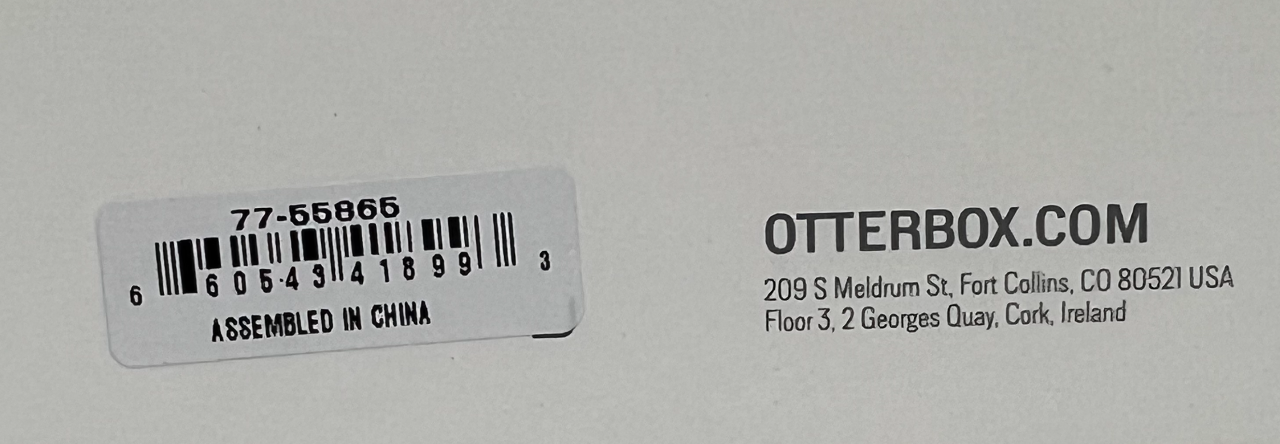 77-55865
6 60543 41899 3
ASSEMBLED IN CHINA
OTTERBOX.COM
209 S Meldrum St, Fort Collins, CO 80521 USA
Floor 3, 2 Georges Quay, Cork, Ireland